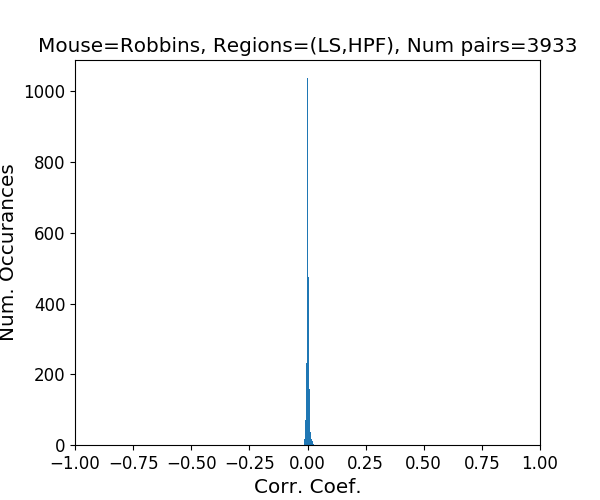 Mouse=Robbins, Regions=(LS,HPF), Num pairs=3933
Num. Occurances
1000
800
600
400
200
0
−1.00 −0.75 −0.50 −0.25 0.00 0.25 0.50 0.75 1.00
Corr. Coef.